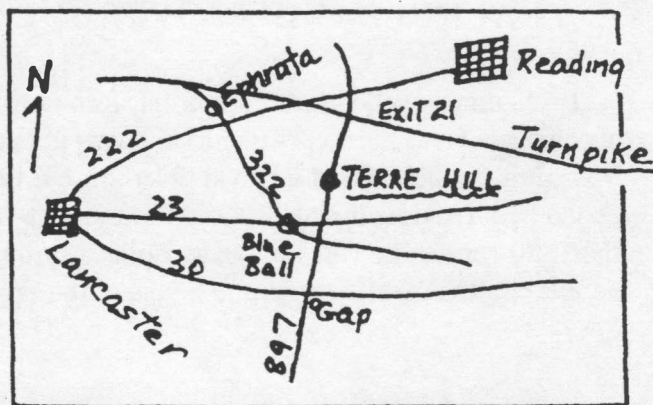 N
Ephrata
Reading
Exit 21
Turnpike
222
322
TERRE HILL
23
Blue
Ball
Lancaster
30
Gap
897